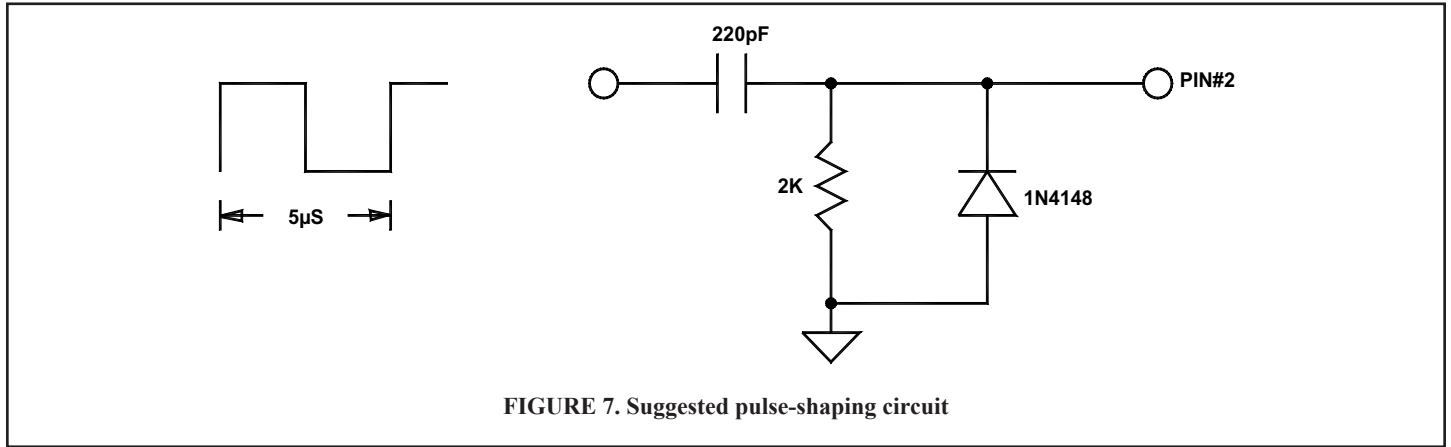 220pF
PIN#2
2K
1N4148
5µS
FIGURE 7. Suggested pulse-shaping circuit